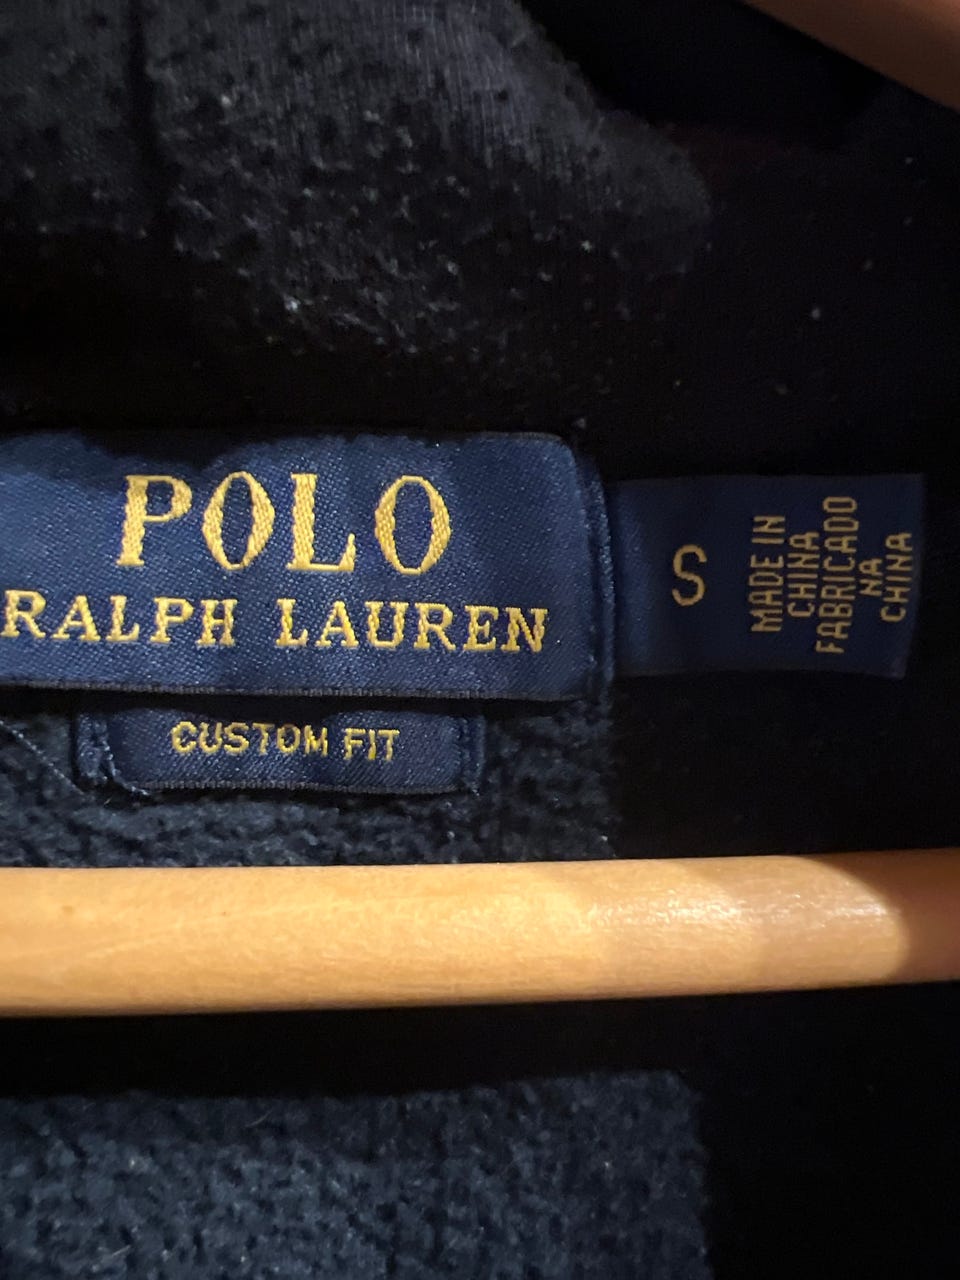 POLO
RALPH LAUREN
CUSTOM FIT
S
MADE IN
CHINA
FABRICADO
NA
CHINA